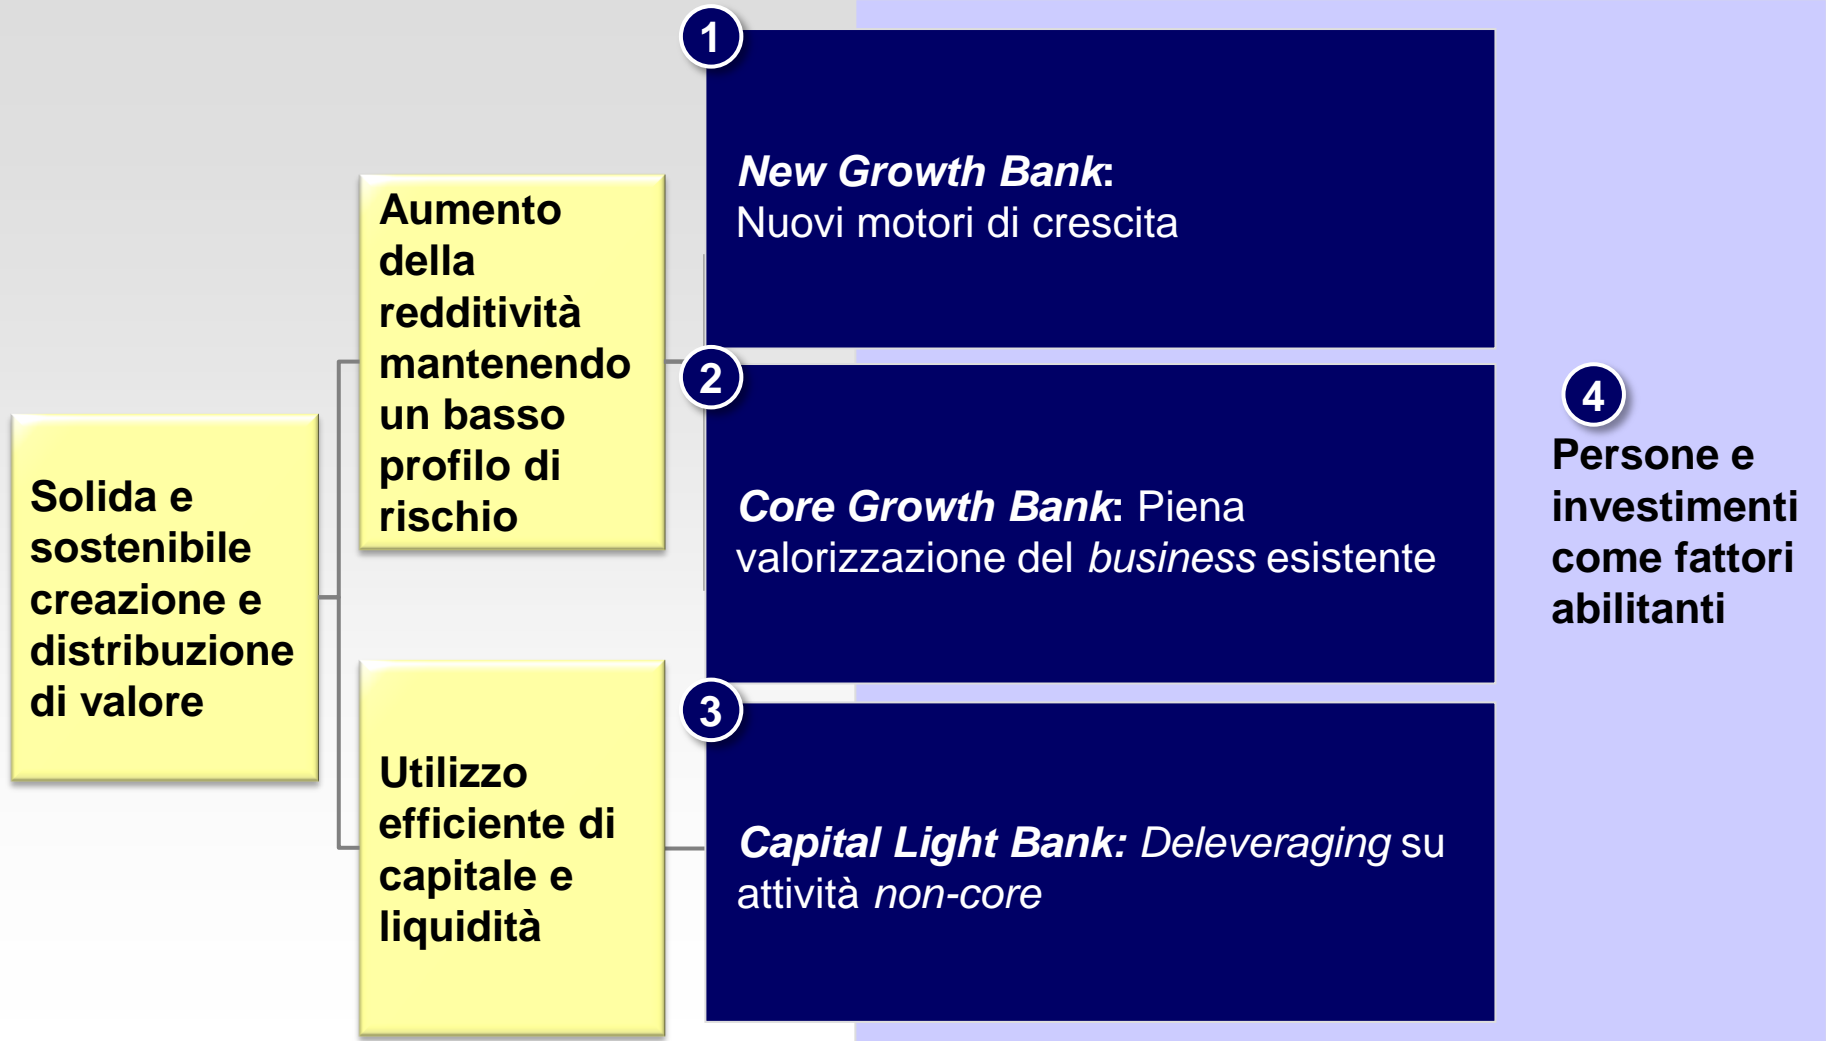 Solida e
sostenibile
creazione e
distribuzione
di valore
Aumento
della
redditività
mantenendo
un basso
profilo di
rischio
Utilizzo
efficiente di
capitale e
liquidità
1
New Growth Bank:
Nuovi motori di crescita
2
Core Growth Bank: Piena
valorizzazione del business esistente
3
Capital Light Bank: Deleveraging su
attività non-core
4
Persone e
investimenti
come fattori
abilitanti